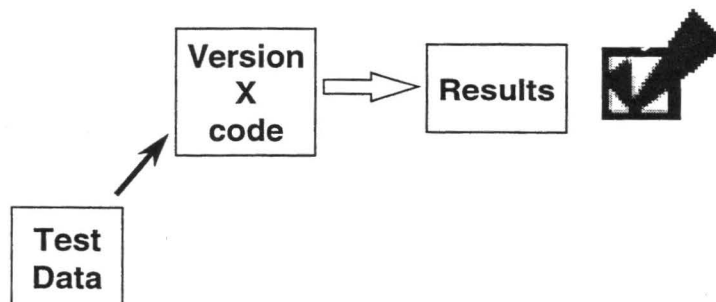 Version
X
code
Results
Test
Data